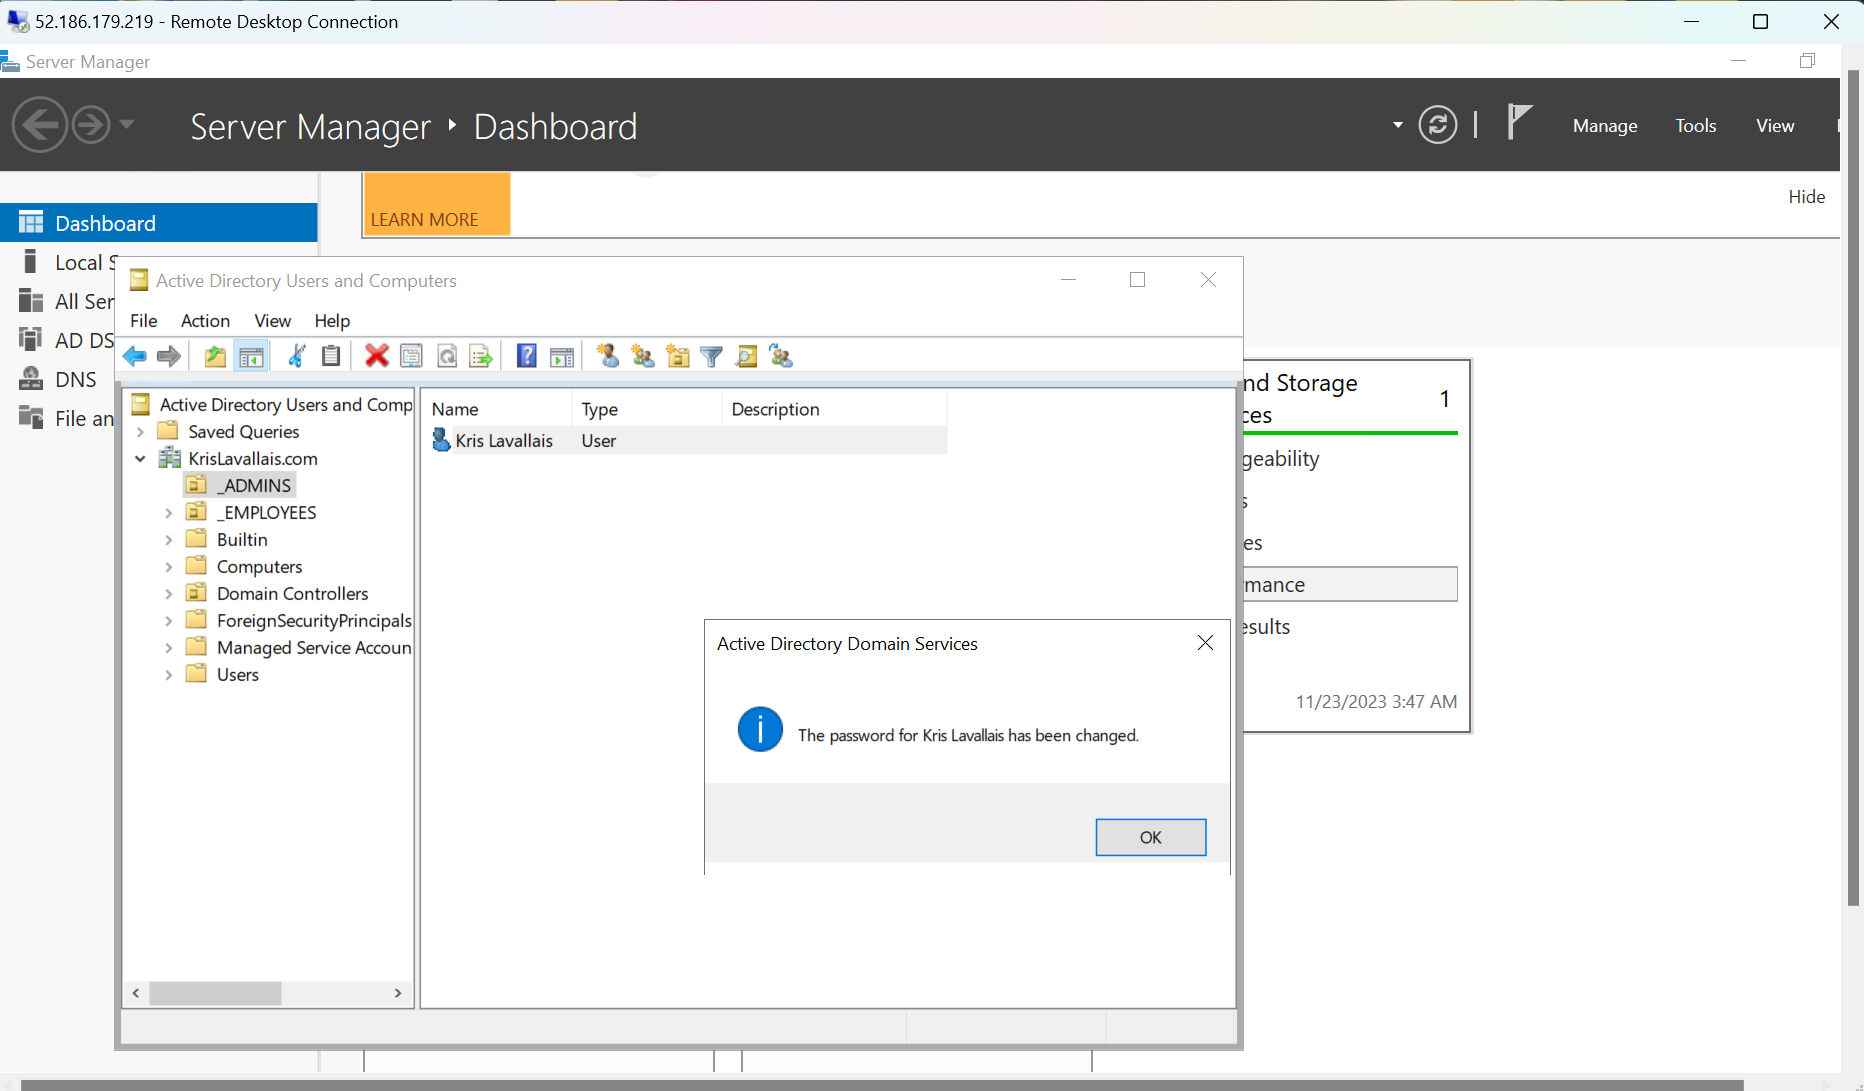 52.186.179.219 - Remote Desktop Connection
Server Manager
Server Manager Dashboard
Manage Tools View
LEARN MORE
Hide
Dashboard
Local S
All Ser
AD DS
DNS
File an
Active Directory Users and Computers
File Action View Help
Active Directory Users and Comp
Saved Queries
KrisLavallais.com
_ADMINS
_EMPLOYEES
Builtin
Computers
Domain Controllers
ForeignSecurityPrincipals
Managed Service Accoun
Users
Name Type Description
Kris Lavallais User
nd Storage 1
ces
geability
s
es
mance
esults
11/23/2023 3:47 AM
Active Directory Domain Services
The password for Kris Lavallais has been changed.
OK